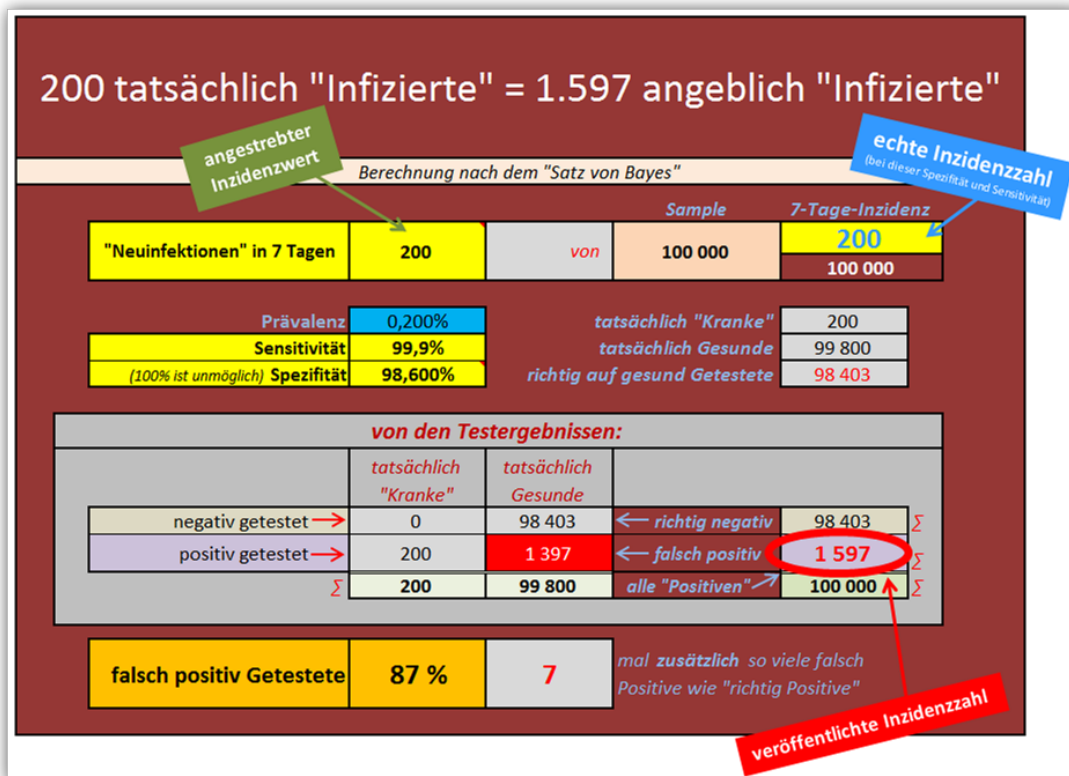 200 tatsächlich "Infizierte" = 1.597 angeblich "Infizierte"
angestrebter
Inzidenzwert
echte Inzidenzzahl
(bei dieser Spezifität und Sensitivität)
Berechnung nach dem "Satz von Bayes"
Sample 7-Tage-Inzidenz
"Neuinfektionen" in 7 Tagen 200 von 100 000 200
100 000
Prävalenz 0,200% tatsächlich "Kranke" 200
Sensitivität 99,9% tatsächlich Gesunde 99 800
(100% ist unmöglich) Spezifität 98,600% richtig auf gesund Getestete 98 403
von den Testergebnissen:
tatsächlich tatsächlich
"Kranke" Gesunde
negativ getestet 0 98 403 richtig negativ 98 403 Σ
positiv getestet 200 1 397 falsch positiv 1 597 Σ
Σ 200 99 800 alle "Positiven" 100 000 Σ
falsch positiv Getestete 87 % 7
mal zusätzlich so viele falsch
Positive wie "richtig Positive"
veröffentlichte Inzidenzzahl